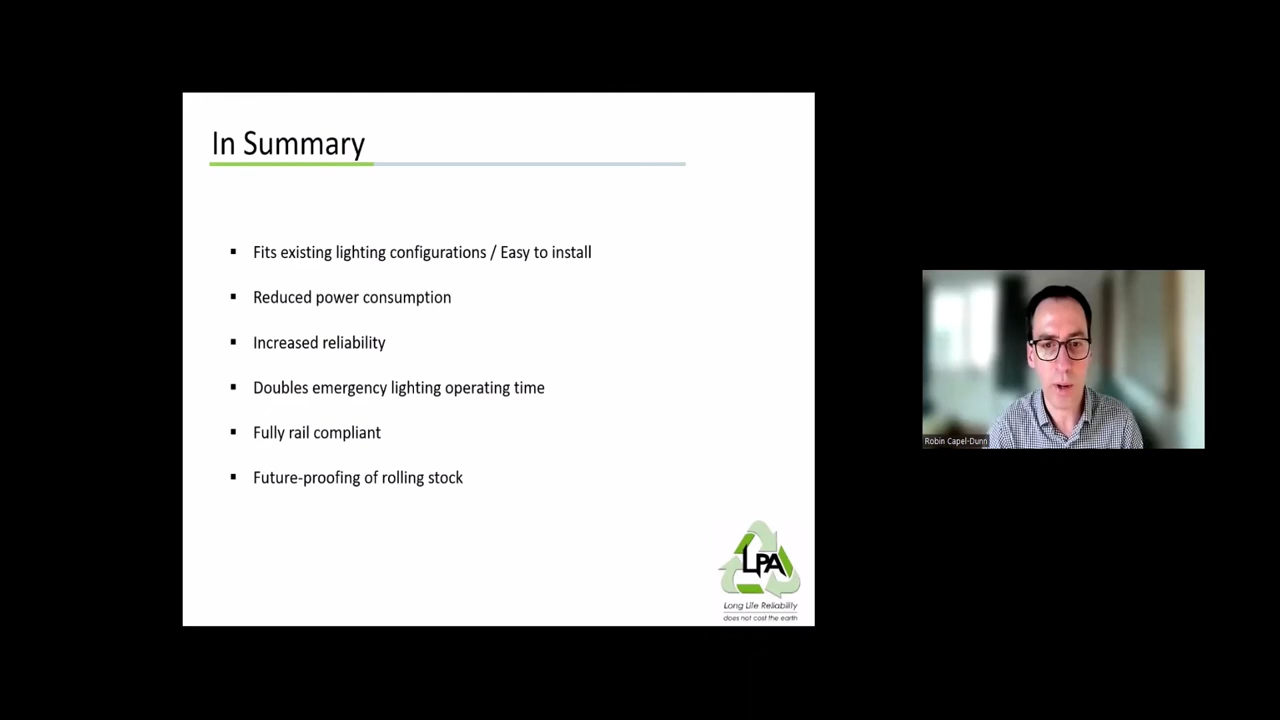 In Summary
Fits existing lighting configurations / Easy to install
Reduced power consumption
Increased reliability
Doubles emergency lighting operating time
Fully rail compliant
Future-proofing of rolling stock
LPA
Long Life Reliability
does not cost the earth
Robin Capel-Dunn